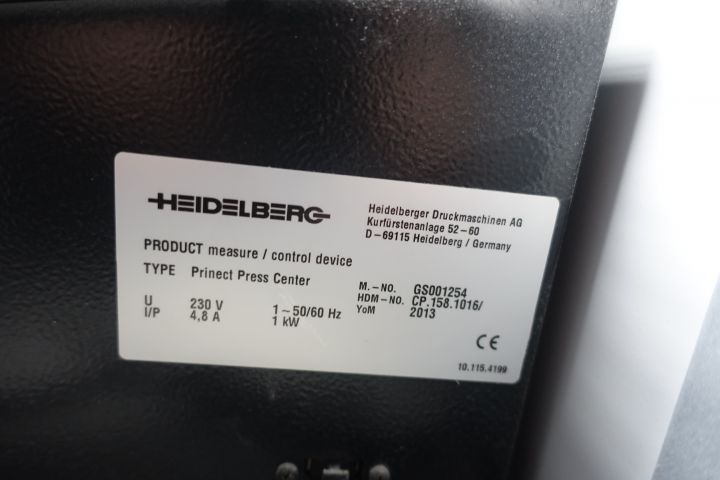 HEIDELBERG
Heidelberger Druckmaschinen AG
Kurfürstenanlage 52-60
D-69115 Heidelberg / Germany
PRODUCT measure / control device
TYPE Prinect Press Center
M.-NO. GS001254
HDM-NO. CP.158.1016/
YoM 2013
U 230 V 1~50/60 Hz
I/P 4,8 A 1 kW
CE
10.115.4199